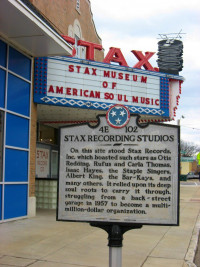 STAX
STAX MUSEUM
OF
AMERICAN SOUL MUSIC
4E 102
STAX RECORDING STUDIOS
On this site stood Stax Records,
Inc. which boasted such stars as Otis
Redding, Rufus and Carla Thomas,
Isaac Hayes, the Staple Singers,
Albert King, the Bar-Kays, and
many others. It relied upon its deep
soul roots to carry it through,
struggling from a back-street
garage in 1957 to become a multi-
million-dollar organization.